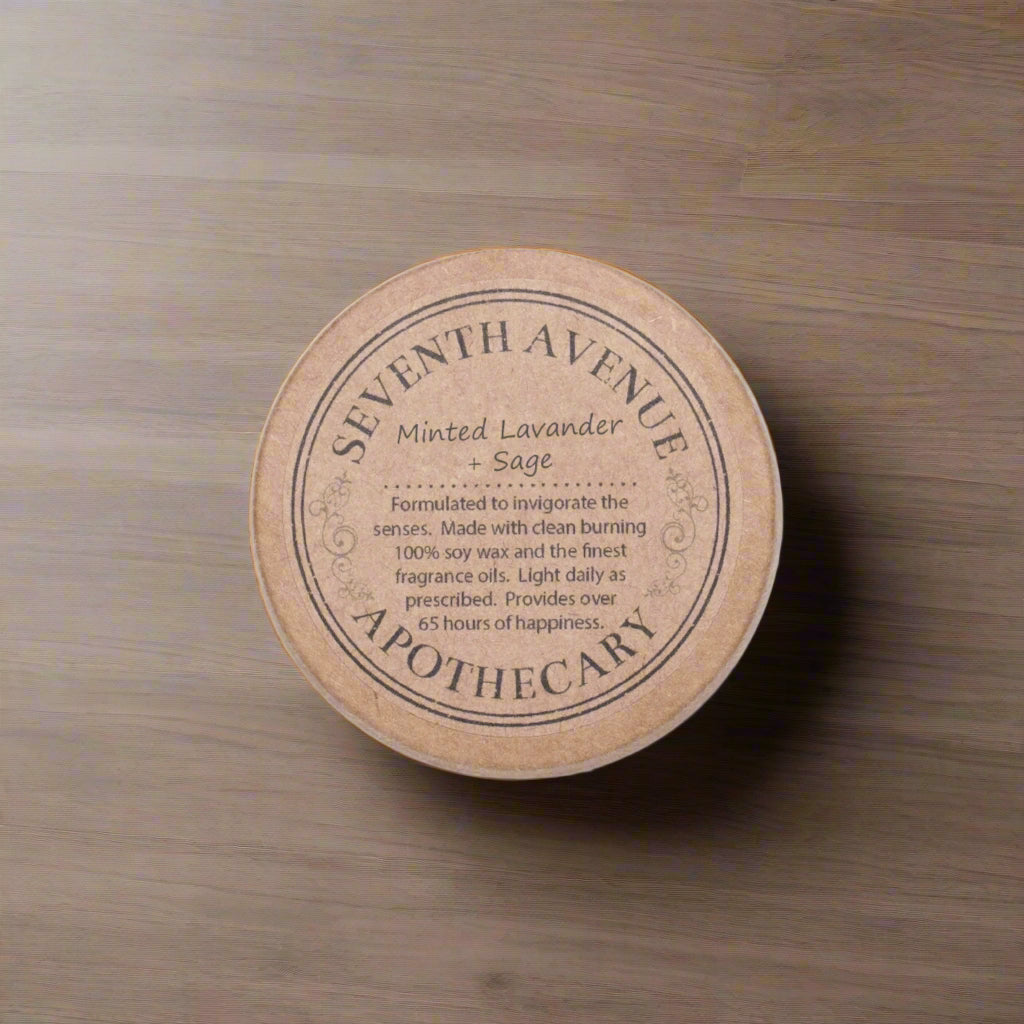 SEVENTH AVENUE
Minted Lavander
+ Sage
Formulated to invigorate the
senses. Made with clean burning
100% soy wax and the finest
fragrance oils. Light daily as
prescribed. Provides over
65 hours of happiness.
APOTHECARY